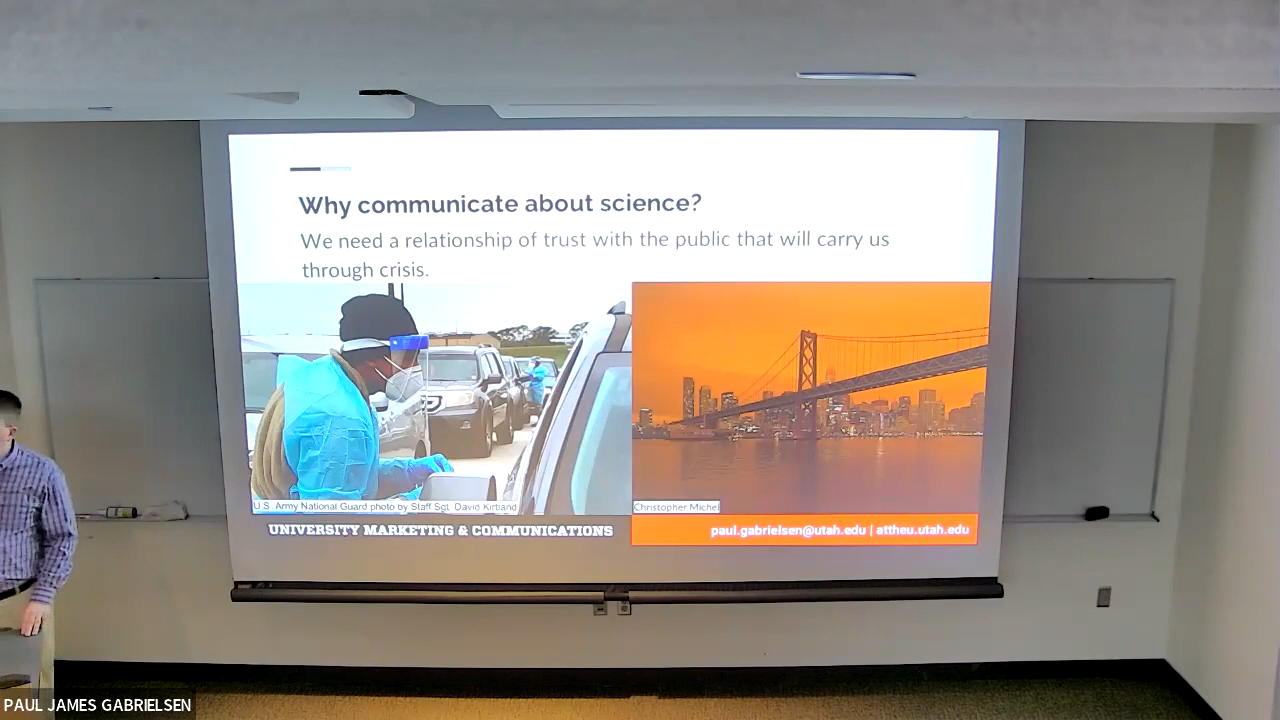 Why communicate about science?
We need a relationship of trust with the public that will carry us
through crisis.
U.S. Army National Guard photo by Staff Sgt. David Kirtland
Christopher Michel
UNIVERSITY MARKETING & COMMUNICATIONS
paul.gabrielsen@utah.edu | attheu.utah.edu
PAUL JAMES GABRIELSEN